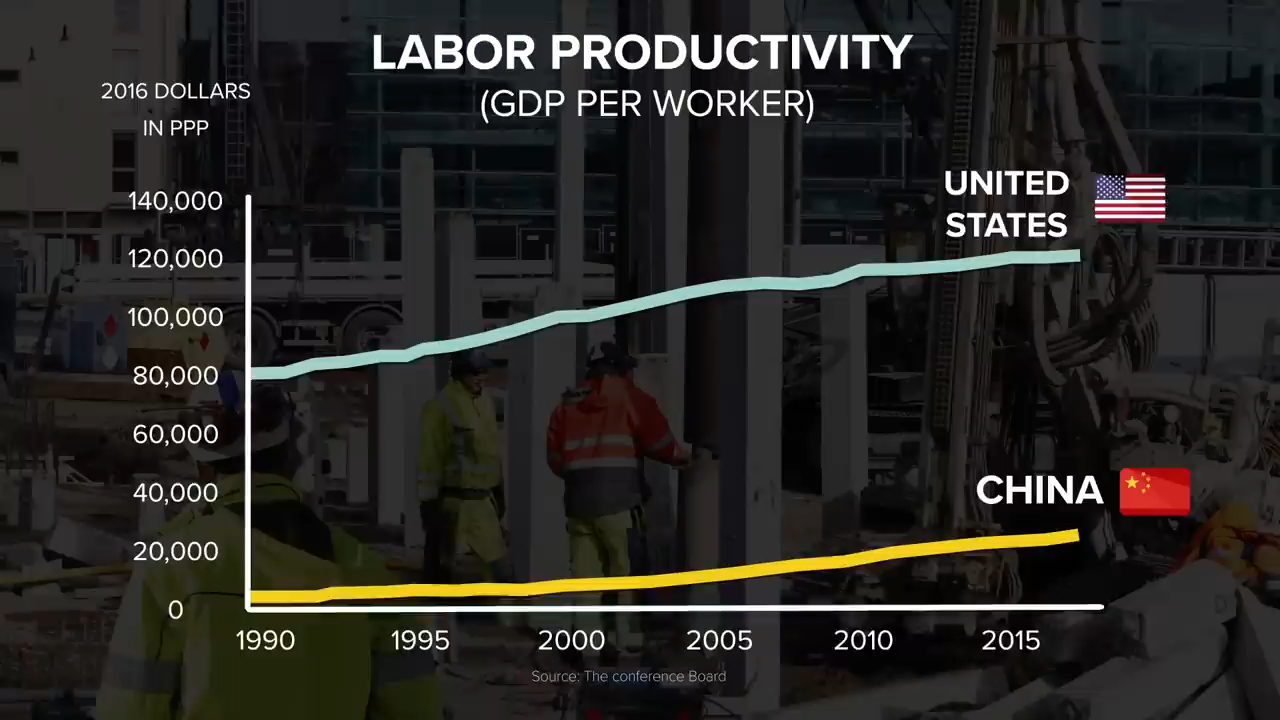 LABOR PRODUCTIVITY
(GDP PER WORKER)
2016 DOLLARS
IN PPP
140,000
120,000
100,000
80,000
60,000
40,000
20,000
0
UNITED
STATES
CHINA
1990 1995 2000 2005 2010 2015
Source: The conference Board